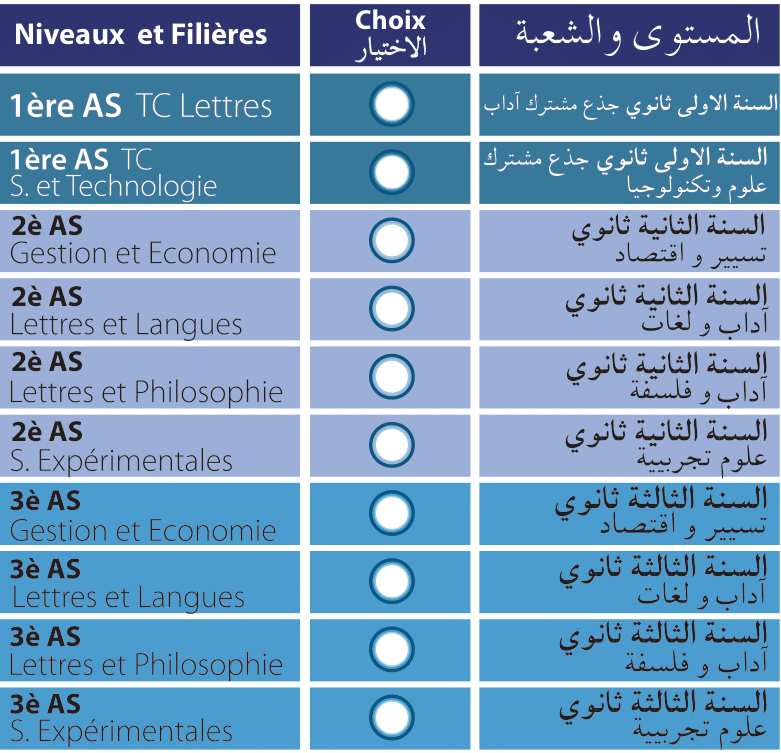 Niveaux et Filières
Choix
الاختيار
المستوى والشعبة
1ère AS TC Lettres
السنة الاولى ثانوي جذع مشترك آداب
1ère AS TC
S. et Technologie
السنة الاولى ثانوي جذع مشترك
علوم وتكنولوجيا
2è AS
Gestion et Economie
السنة الثانية ثانوي
تسيير و اقتصاد
2è AS
Lettres et Langues
السنة الثانية ثانوي
آداب و لغات
2è AS
Lettres et Philosophie
السنة الثانية ثانوي
آداب و فلسفة
2è AS
S. Expérimentales
السنة الثانية ثانوي
علوم تجريبية
3è AS
Gestion et Economie
السنة الثالثة ثانوي
تسيير و اقتصاد
3è AS
Lettres et Langues
السنة الثالثة ثانوي
آداب و لغات
3è AS
Lettres et Philosophie
السنة الثالثة ثانوي
آداب و فلسفة
3è AS
S. Expérimentales
السنة الثالثة ثانوي
علوم تجريبية